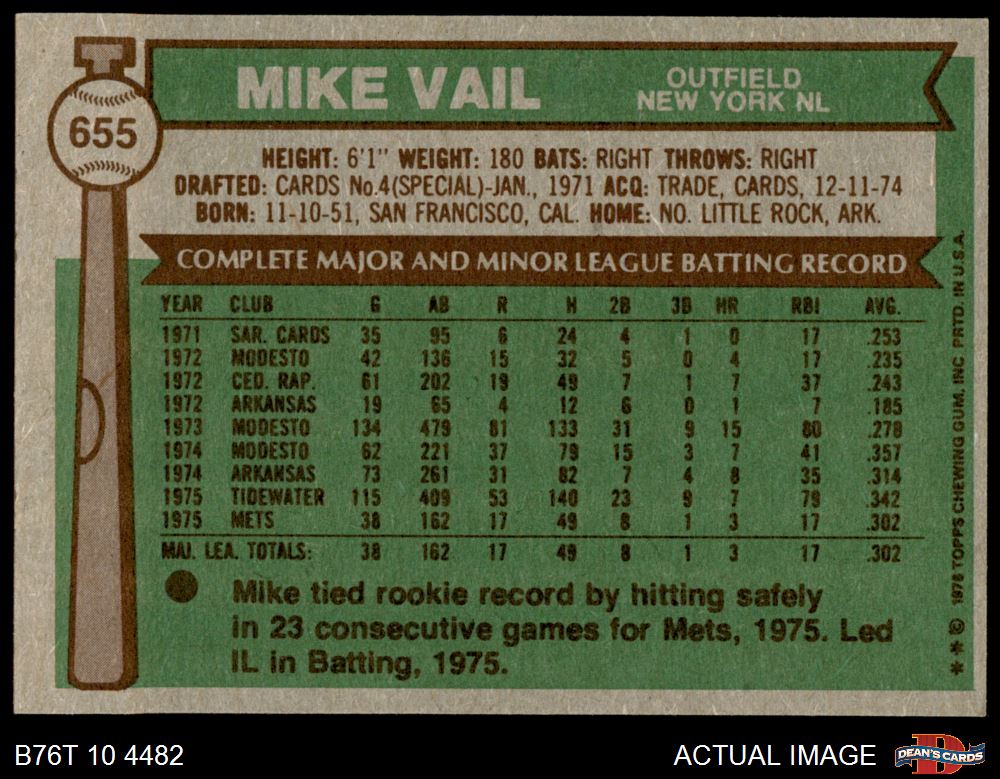 655
MIKE VAIL
OUTFIELD
NEW YORK NL
HEIGHT: 6'1" WEIGHT: 180 BATS: RIGHT THROWS: RIGHT
DRAFTED: CARDS No.4(SPECIAL)-JAN., 1971 ACQ: TRADE, CARDS, 12-11-74
BORN: 11-10-51, SAN FRANCISCO, CAL. HOME: NO. LITTLE ROCK, ARK.
COMPLETE MAJOR AND MINOR LEAGUE BATTING RECORD
YEAR CLUB G AB R H 2B 3B HR RBI AVG.
1971 SAR. CARDS 35 95 6 24 4 1 0 17 .253
1972 MODESTO 42 136 15 32 5 0 4 17 .235
1972 CED. RAP. 61 202 19 49 7 1 7 37 .243
1972 ARKANSAS 19 65 4 12 6 0 1 7 .185
1973 MODESTO 134 479 81 133 31 9 15 80 .278
1974 MODESTO 62 221 37 79 15 3 7 41 .357
1974 ARKANSAS 73 261 31 82 7 4 8 35 .314
1975 TIDEWATER 115 409 53 140 23 9 7 79 .342
1975 METS 38 162 17 49 8 1 3 17 .302
MAJ. LEA. TOTALS: 38 162 17 49 8 1 3 17 .302
Mike tied rookie record by hitting safely
in 23 consecutive games for Mets, 1975. Led
IL in Batting, 1975.
* * © 1976 TOPPS CHEWING GUM, INC PRTD. IN U.S.A.
B76T 10 4482
ACTUAL IMAGE
DEAN'S CARDS